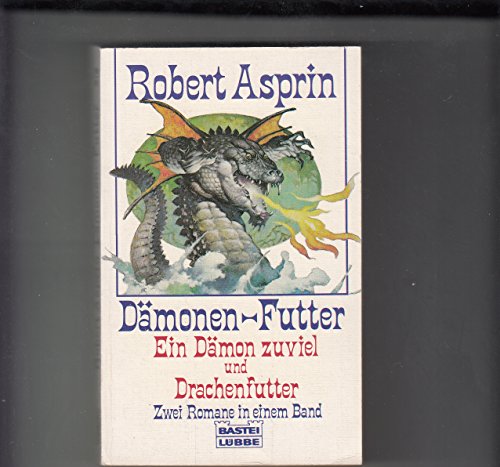 Robert Asprin
Dämonen-Futter
Ein Dämon zuviel
und
Drachenfutter
Zwei Romane in einem Band
BASTEI
LÜBBE